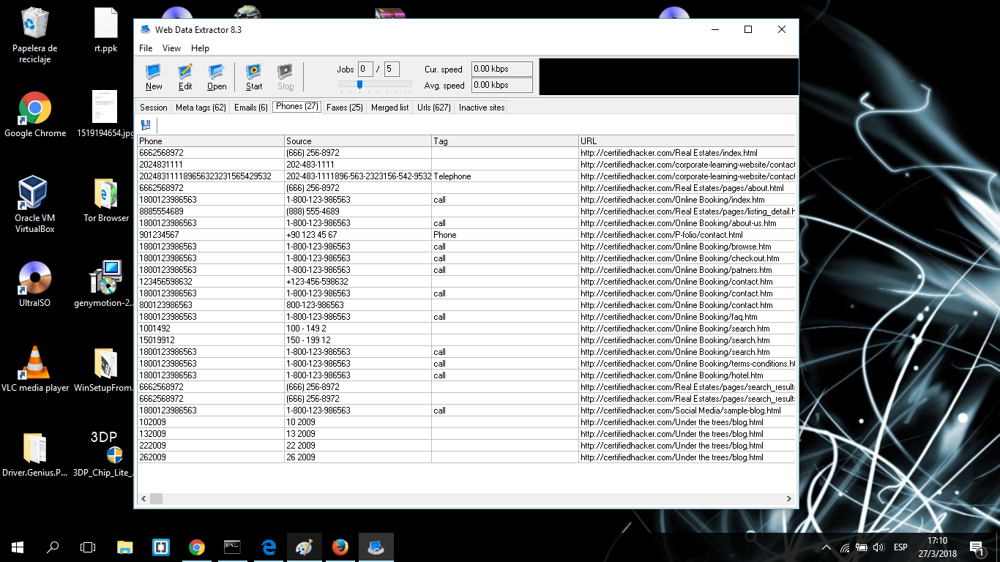 Papelera de reciclaje
rt.ppk
Google Chrome
1519194654.jpg
Oracle VM VirtualBox
Tor Browser
UltraISO
genymotion-2...
VLC media player
WinSetupFrom...
Driver.Genius.P...
3DP
3DP_Chip_Lite_...
Web Data Extractor 8.3
File View Help
New Edit Open Start Stop
Jobs 0 / 5
Cur. speed 0.00 kbps
Avg. speed 0.00 kbps
Session Meta tags (62) Emails (6) Phones (27) Faxes (25) Merged list Urls (627) Inactive sites
Phone Source Tag URL
6662568972 (666) 256-8972 http://certifiedhacker.com/Real Estates/index.html
2024831111 202-483-1111 http://certifiedhacker.com/corporate-learning-website/contact
2024831111896563232315654 29532 202-483-1111896-563-2323156-542-9532 Telephone http://certifiedhacker.com/corporate-learning-website/contact
6662568972 (666) 256-8972 http://certifiedhacker.com/Real Estates/pages/about.html
1800123986563 1-800-123-986563 call http://certifiedhacker.com/Online Booking/index.htm
8885554689 (888) 555-4689 http://certifiedhacker.com/Real Estates/pages/listing_detail.h
1800123986563 1-800-123-986563 call http://certifiedhacker.com/Online Booking/about-us.htm
901234567 +90 123 45 67 Phone http://certifiedhacker.com/P-folio/contact.html
1800123986563 1-800-123-986563 call http://certifiedhacker.com/Online Booking/browse.htm
1800123986563 1-800-123-986563 call http://certifiedhacker.com/Online Booking/checkout.htm
1800123986563 1-800-123-986563 call http://certifiedhacker.com/Online Booking/patners.htm
123456598632 +123-456-598632 http://certifiedhacker.com/Online Booking/contact.htm
1800123986563 1-800-123-986563 call http://certifiedhacker.com/Online Booking/contact.htm
800123986563 800-123-986563 http://certifiedhacker.com/Online Booking/contact.htm
1800123986563 1-800-123-986563 call http://certifiedhacker.com/Online Booking/faq.htm
1001492 100 - 149 2 http://certifiedhacker.com/Online Booking/search.htm
15019912 150 - 199 12 http://certifiedhacker.com/Online Booking/search.htm
1800123986563 1-800-123-986563 call http://certifiedhacker.com/Online Booking/search.htm
1800123986563 1-800-123-986563 call http://certifiedhacker.com/Online Booking/terms-conditions.ht
1800123986563 1-800-123-986563 call http://certifiedhacker.com/Online Booking/hotel.htm
6662568972 (666) 256-8972 http://certifiedhacker.com/Real Estates/pages/search_results
6662568972 (666) 256-8972 http://certifiedhacker.com/Real Estates/pages/search_results
1800123986563 1-800-123-986563 call http://certifiedhacker.com/Social Media/sample-blog.html
102009 10 2009 http://certifiedhacker.com/Under the trees/blog.html
132009 13 2009 http://certifiedhacker.com/Under the trees/blog.html
222009 22 2009 http://certifiedhacker.com/Under the trees/blog.html
262009 26 2009 http://certifiedhacker.com/Under the trees/blog.html
ESP
17:10
27/3/2018
1